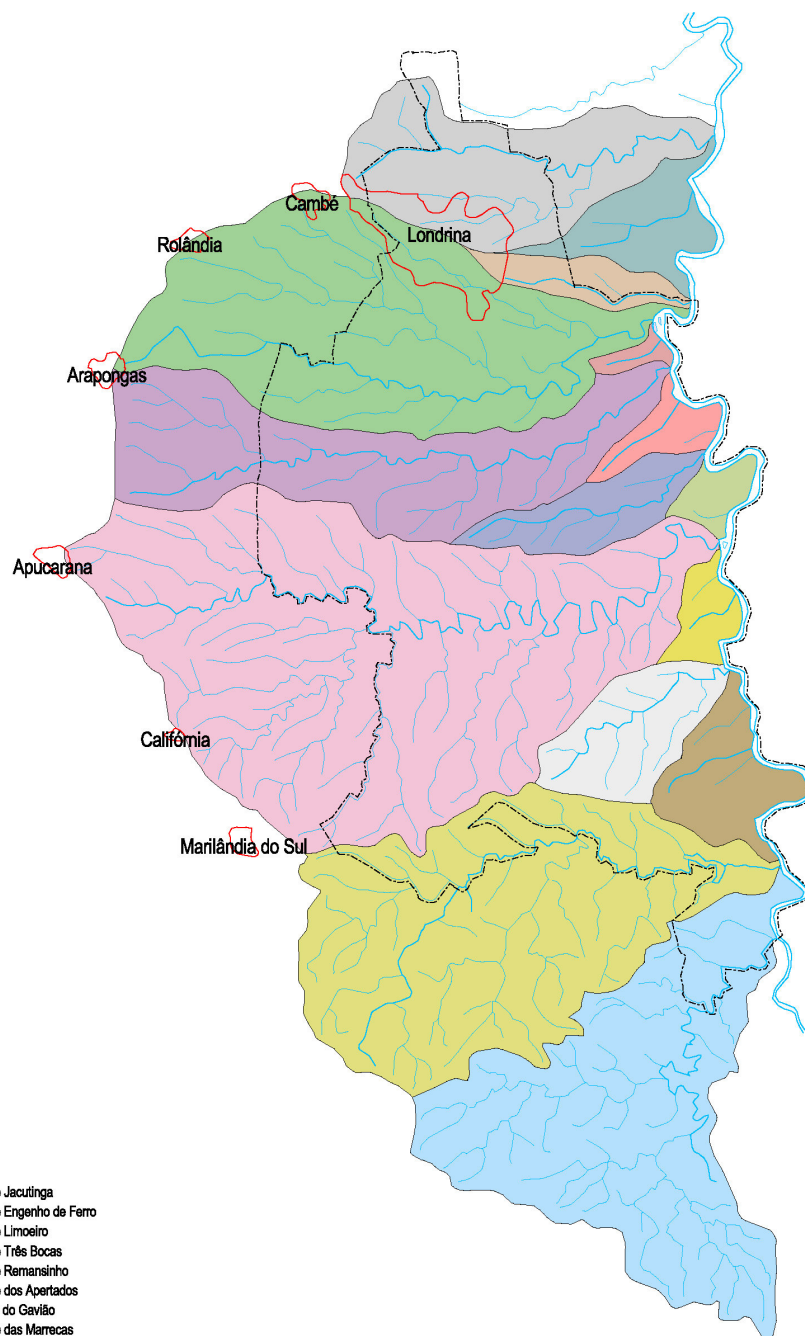 Cambé
Londrina
Rolândia
Arapongas
Apucarana
Califórnia
Marilândia do Sul
Jacutinga
Engenho de Ferro
Limoeiro
Três Bocas
Remansinho
dos Apertados
do Gavião
das Marrecas